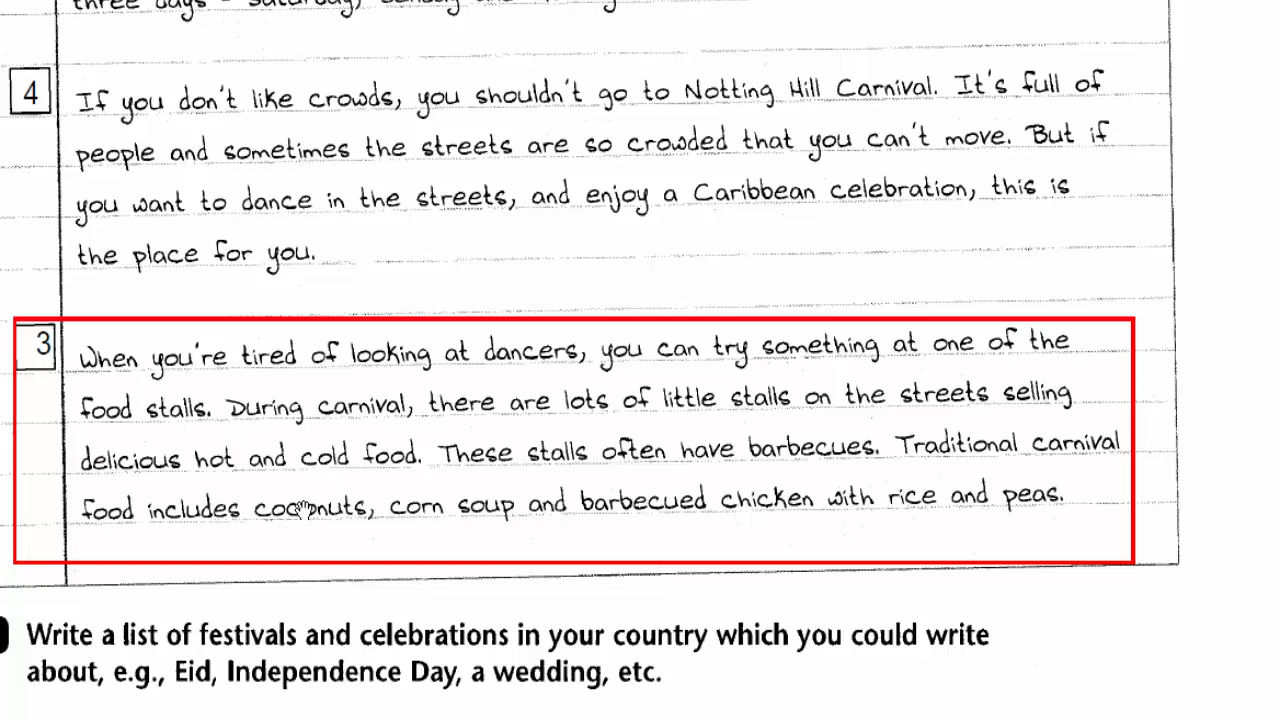 4
If you don't like crowds, you shouldn't go to Notting Hill Carnival. It's full of
people and sometimes the streets are so crowded that you can't move. But if
you want to dance in the streets, and enjoy a Caribbean celebration, this is
the place for you.
3
When you're tired of looking at dancers, you can try something at one of the
food stalls. During carnival, there are lots of little stalls on the streets selling
delicious hot and cold food. These stalls often have barbecues. Traditional carnival
food includes coconuts, corn soup and barbecued chicken with rice and peas.
Write a list of festivals and celebrations in your country which you could write
about, e.g., Eid, Independence Day, a wedding, etc.